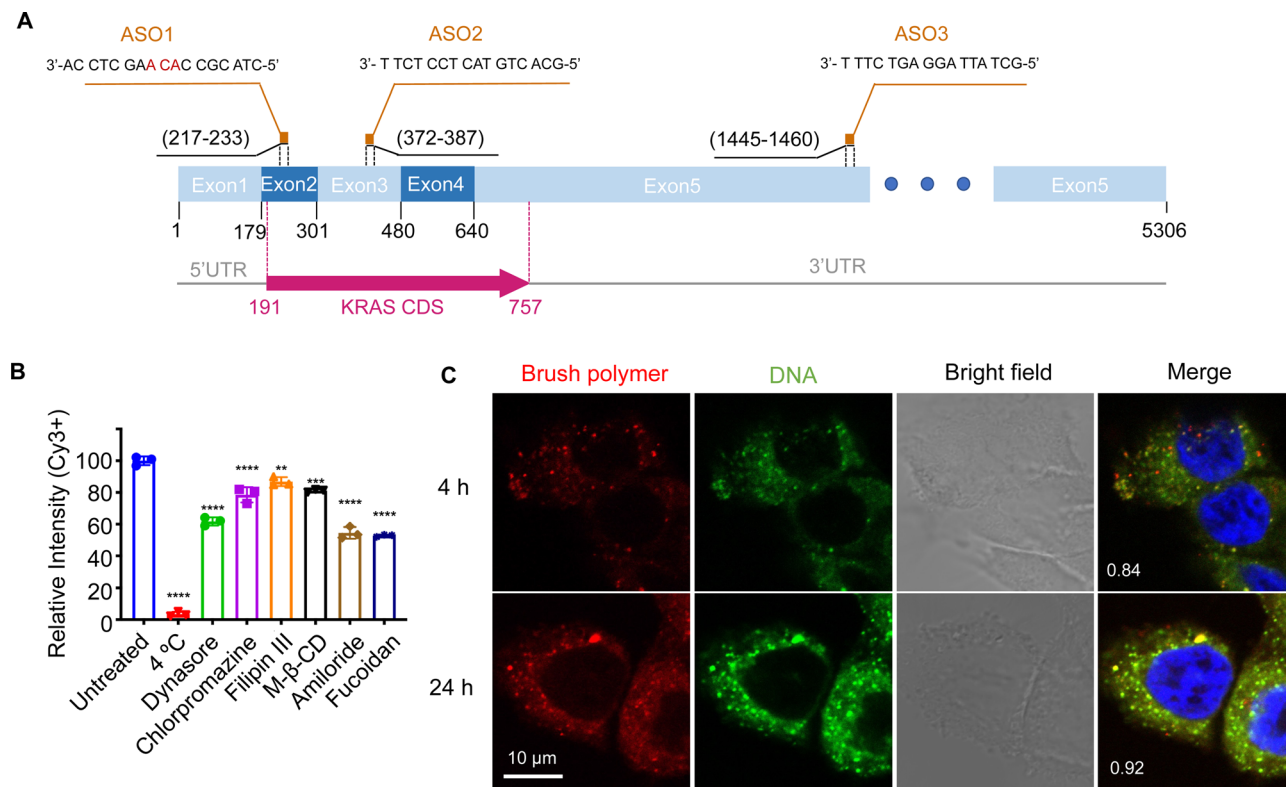 A
ASO1
ASO2
ASO3
3’-AC CTC GAA CAC CGC ATC-5’
3’- T TCT CCT CAT GTC ACG-5’
3’- T TTC TGA GGA TTA TCG-5’
(217-233)
(372-387)
(1445-1460)
Exon1
Exon2
Exon3
Exon4
Exon5
Exon5
1
179
301
480
640
5306
5’UTR
3’UTR
191
KRAS CDS
757
B
Relative Intensity (Cy3+)
100
80
60
40
20
0
****
****
****
**
***
****
****
Untreated
4 ºC
Dynasore
Chlorpromazine
Filipin III
M-β-CD
Amiloride
Fucoidan
C
Brush polymer
DNA
Bright field
Merge
4 h
0.84
24 h
10 µm
0.92